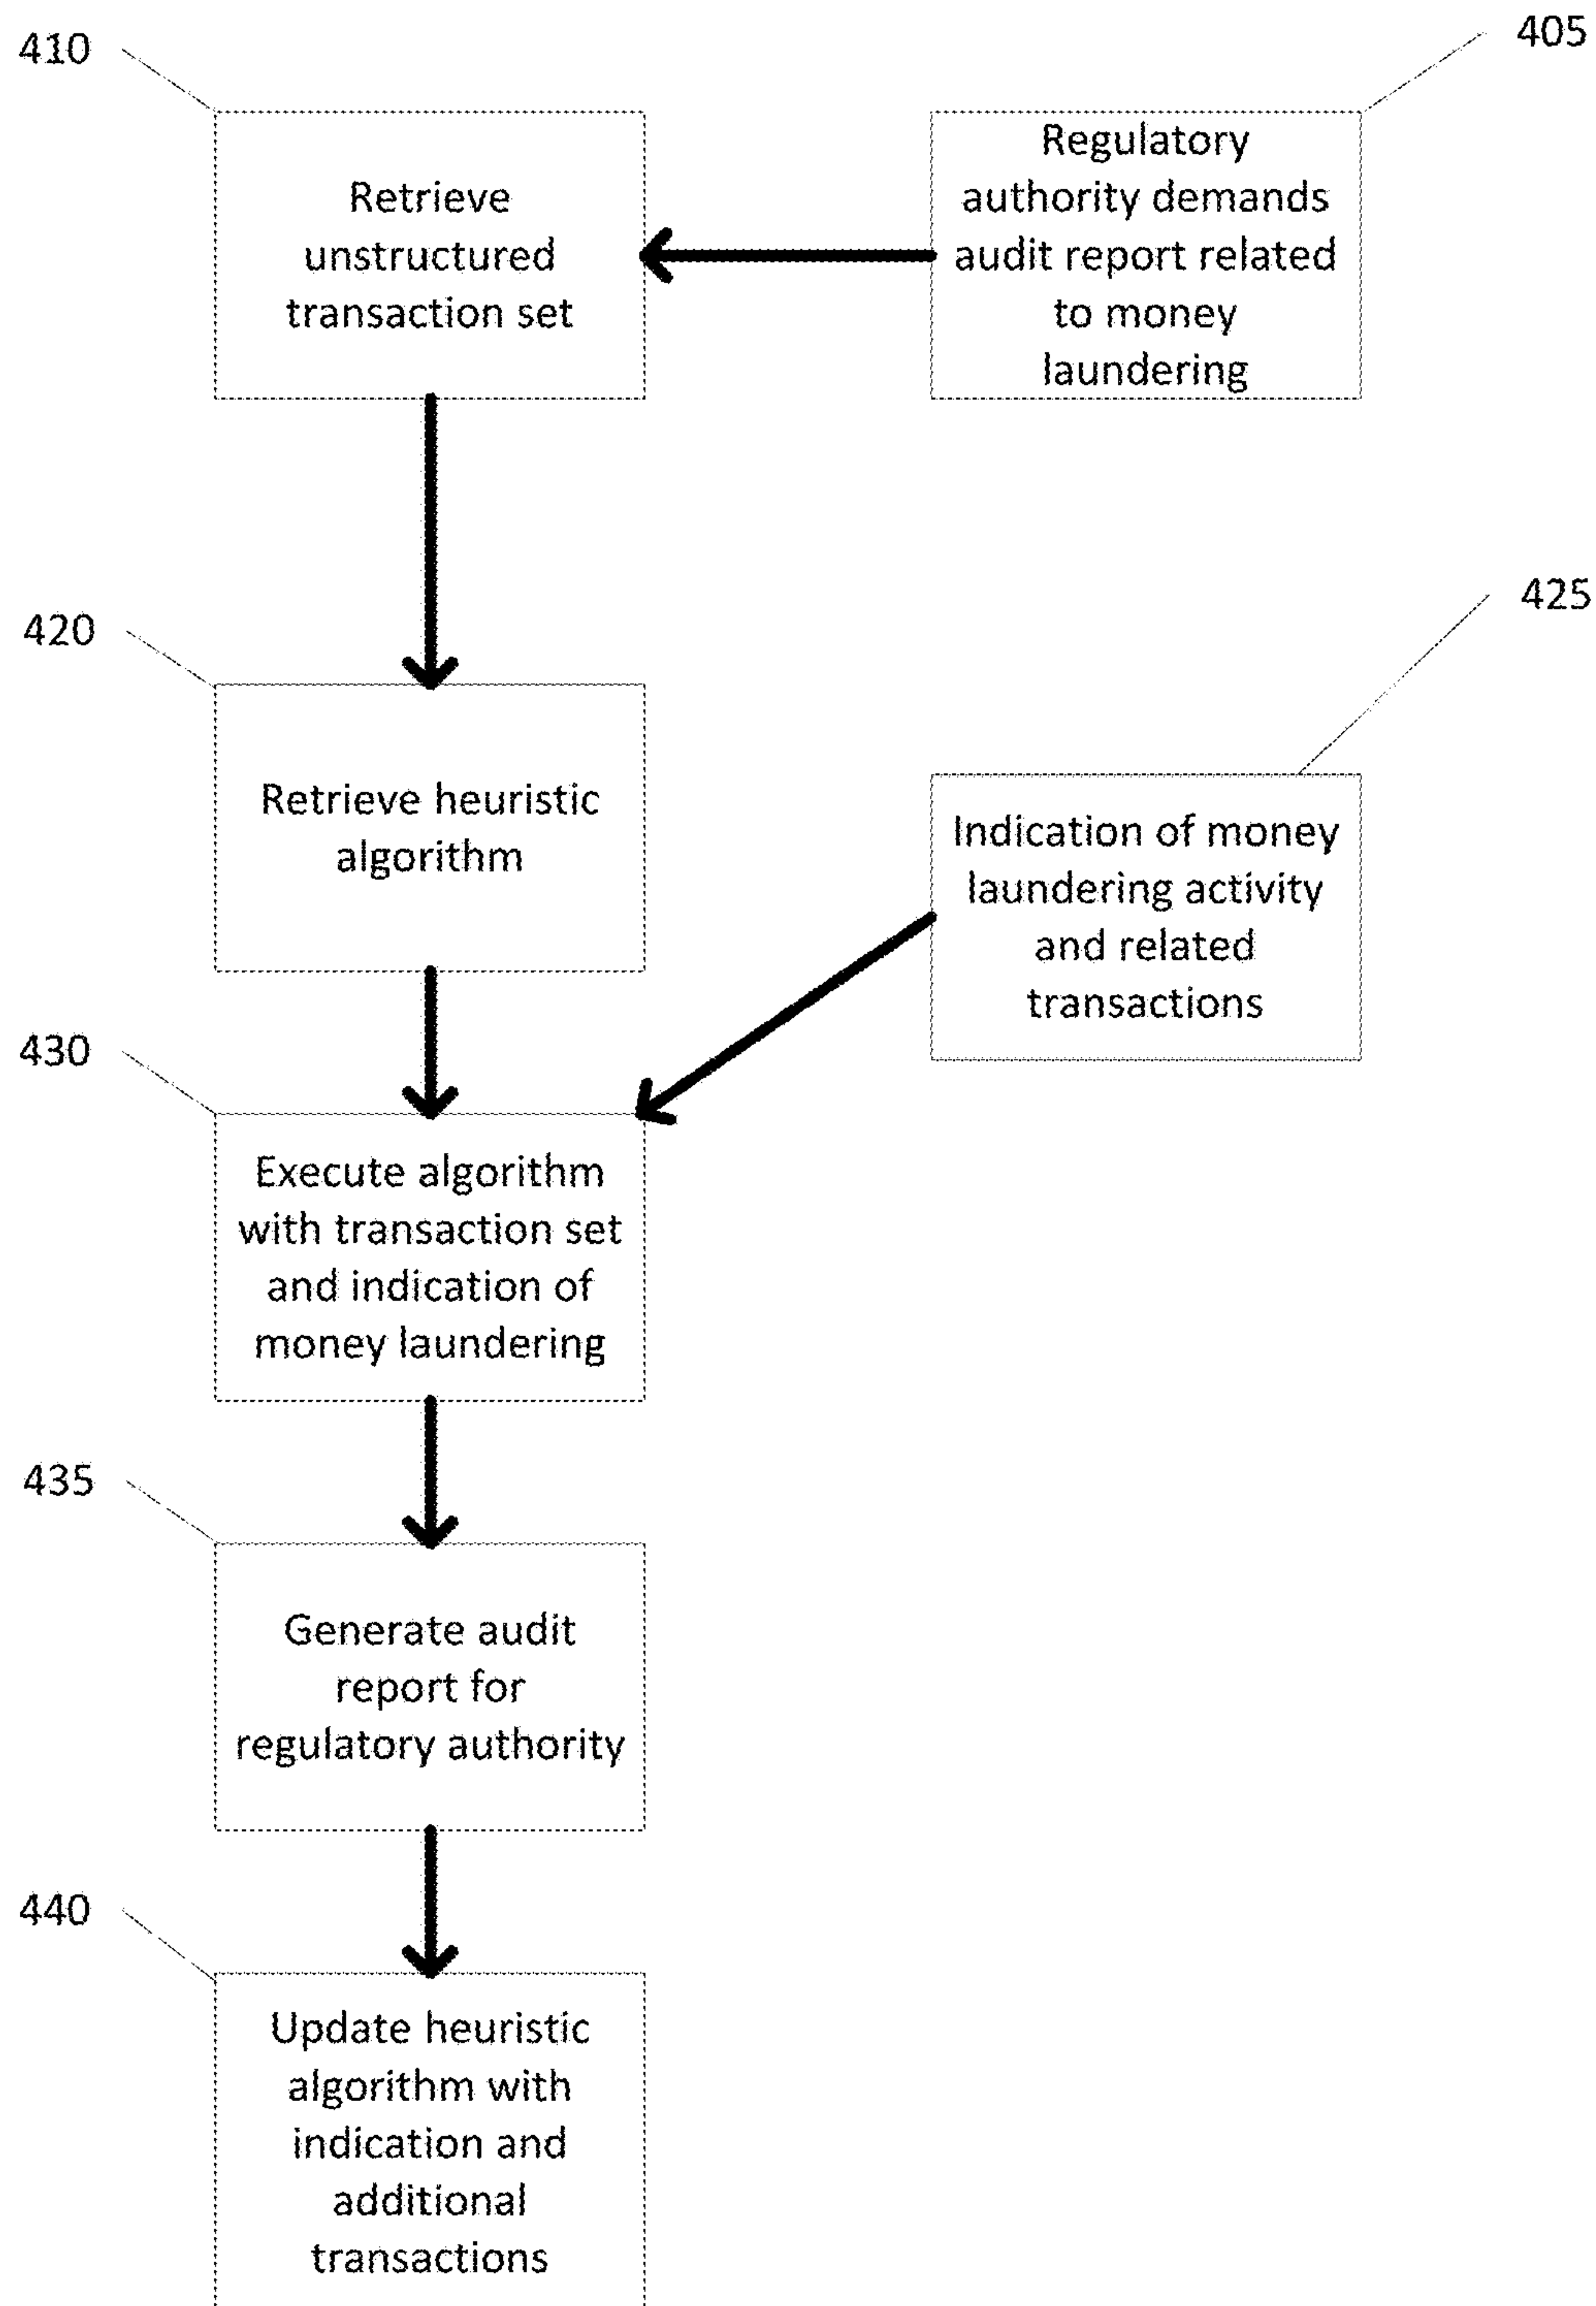 410
405
Retrieve
unstructured
transaction set
Regulatory
authority demands
audit report related
to money
laundering
420
425
Retrieve heuristic
algorithm
Indication of money
laundering activity
and related
transactions
430
Execute algorithm
with transaction set
and indication of
money laundering
435
Generate audit
report for
regulatory authority
440
Update heuristic
algorithm with
indication and
additional
transactions